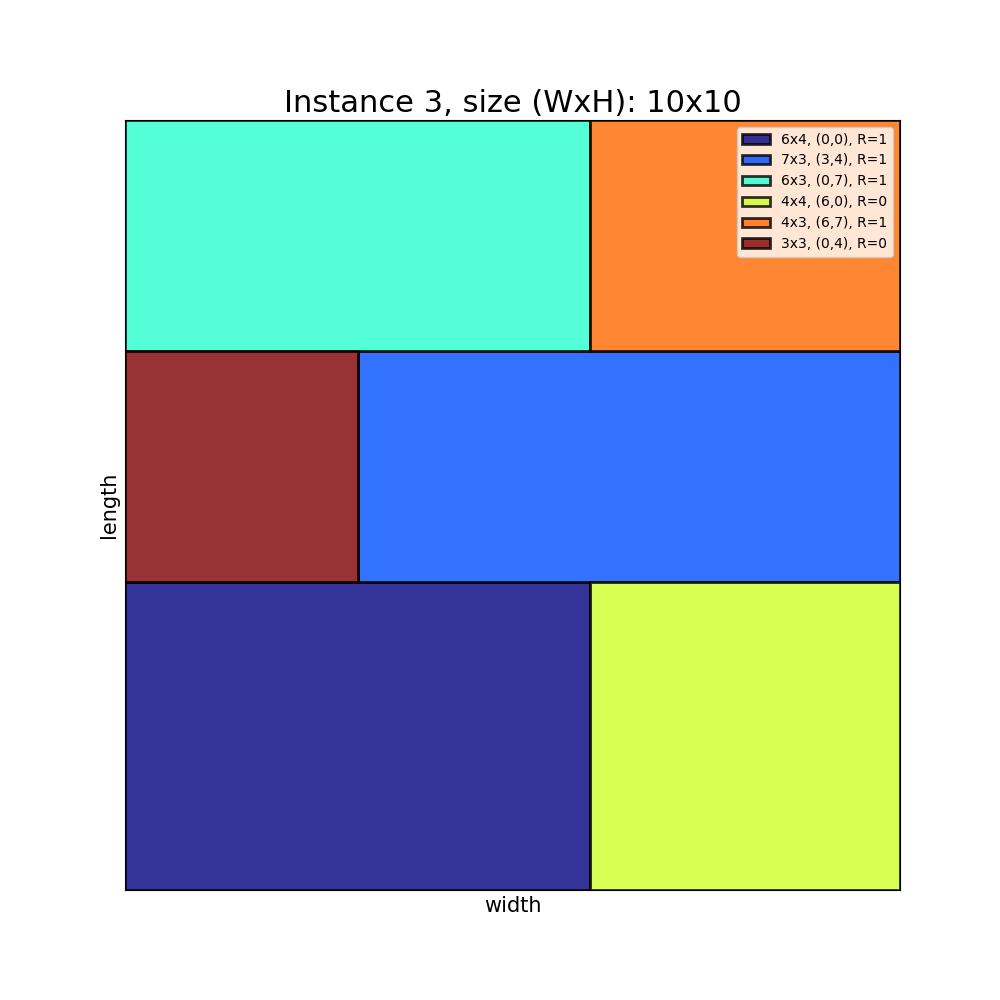 Instance 3, size (WxH): 10x10
6x4, (0,0), R=1
7x3, (3,4), R=1
6x3, (0,7), R=1
4x4, (6,0), R=0
4x3, (6,7), R=1
3x3, (0,4), R=0
length
width